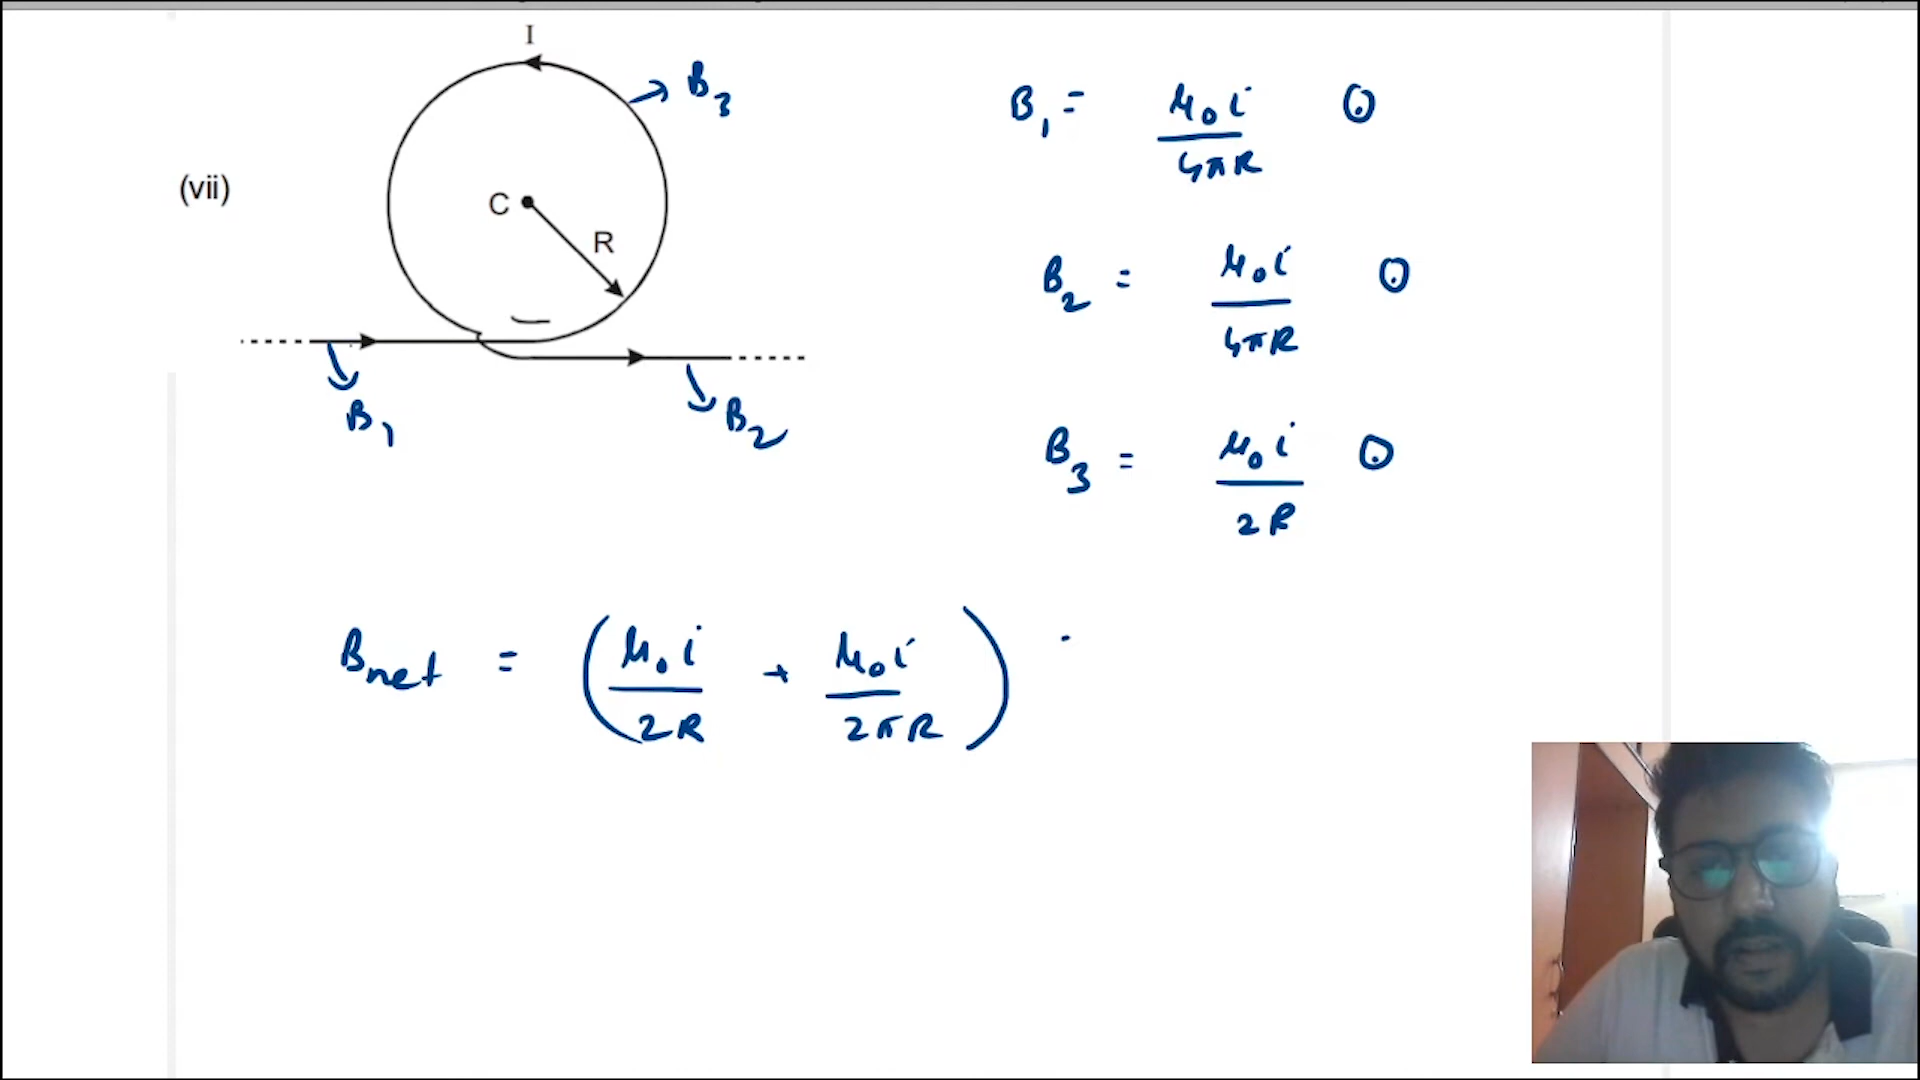 I
B₃
(vii)
C
R
B₁
B₂
B₁ = μ₀i / 4πR ⊙
B₂ = μ₀i / 4πR ⊙
B₃ = μ₀i / 2R ⊙
Bnet = (μ₀i / 2R + μ₀i / 2πR)